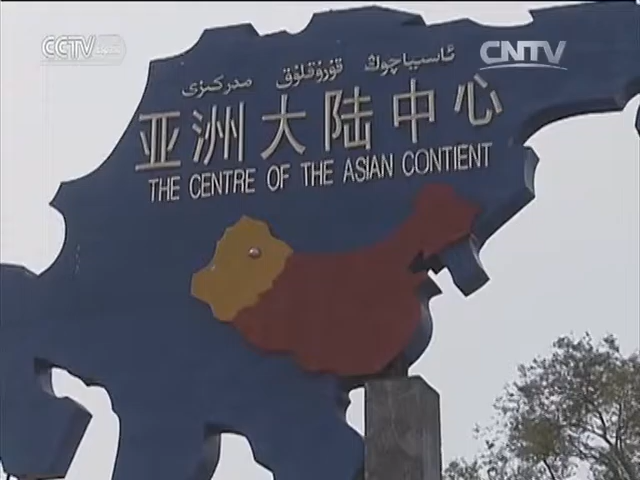 CCTV
CNTV
ئاسىياچوڭ قۇرۇقلۇق مەركىزى
亚洲大陆中心
THE CENTRE OF THE ASIAN CONTIENT